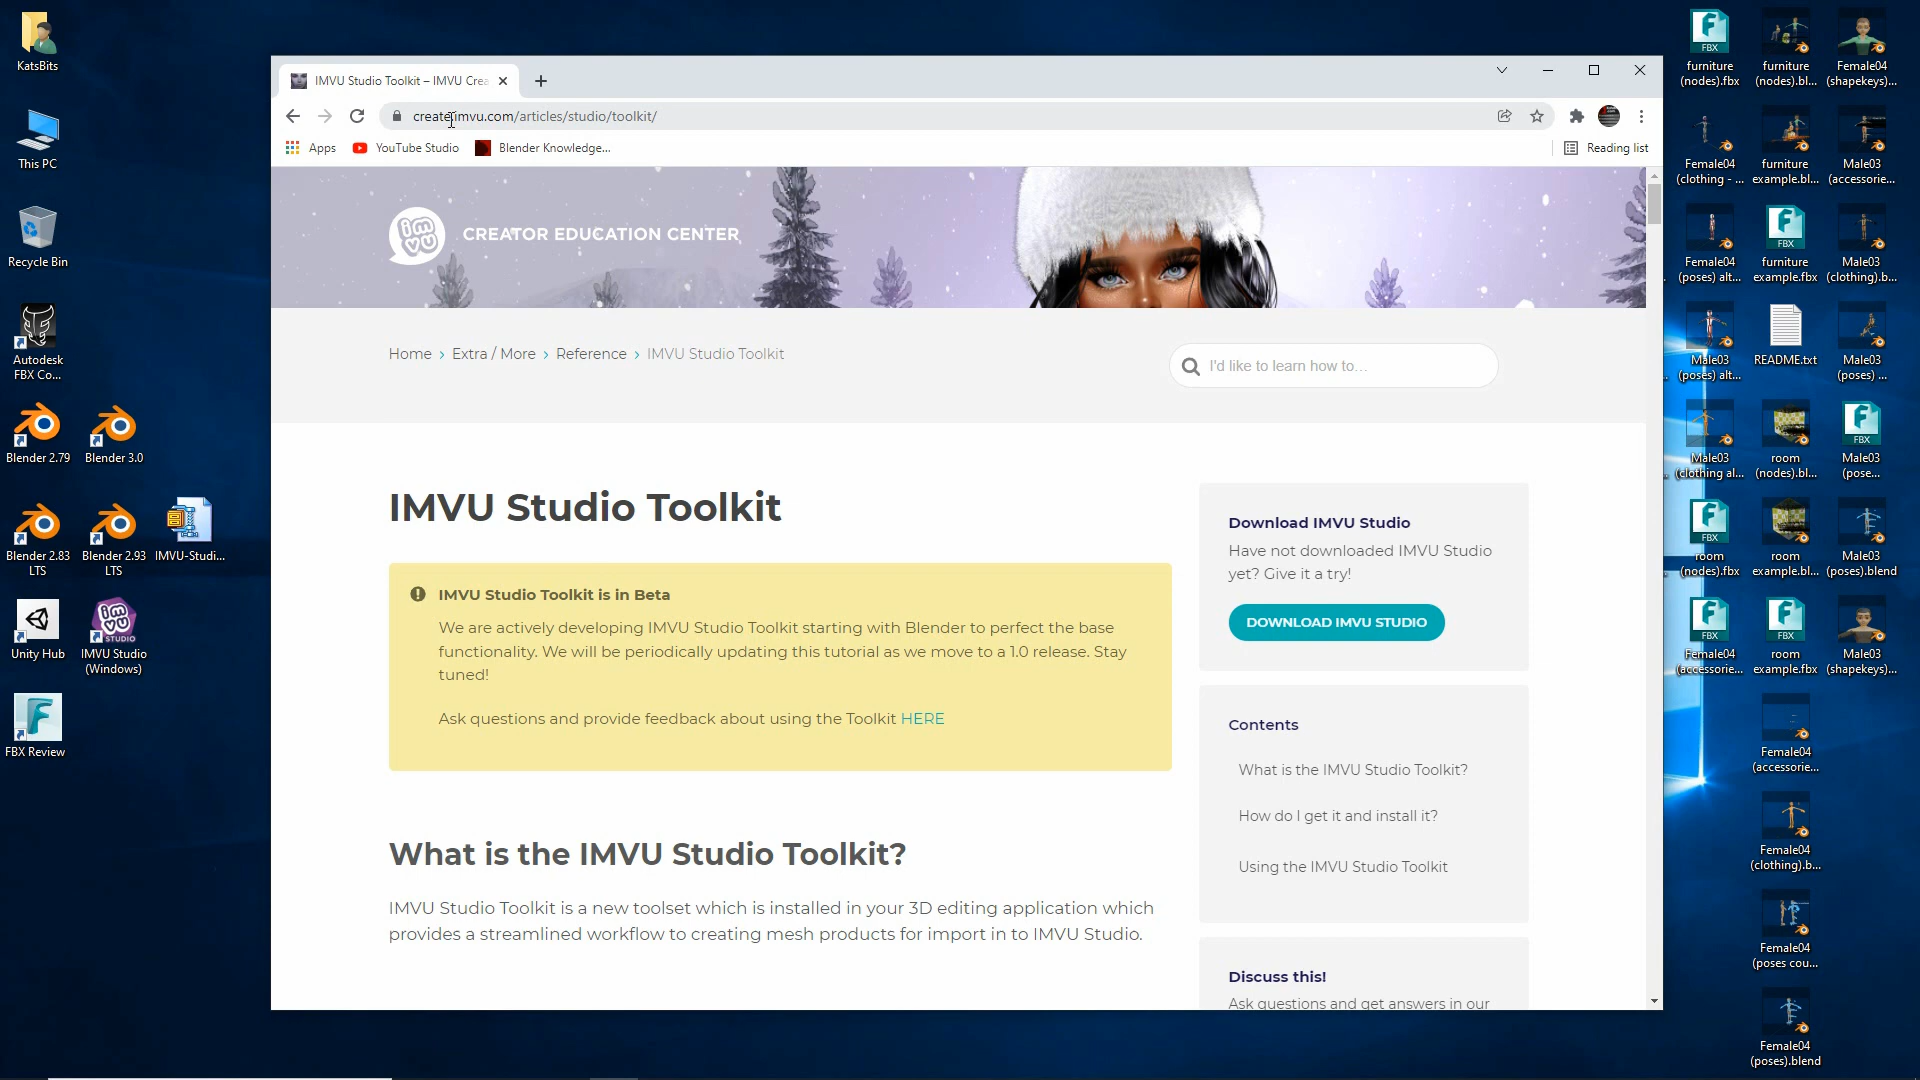 KatsBits
This PC
Recycle Bin
Autodesk
FBX Co...
Blender 2.79
Blender 3.0
Blender 2.83
LTS
Blender 2.93
LTS
IMVU-Studi...
Unity Hub
IMVU Studio
(Windows)
FBX Review
IMVU Studio Toolkit – IMVU Crea
create.imvu.com/articles/studio/toolkit/
Apps
YouTube Studio
Blender Knowledge...
Reading list
imvu
CREATOR EDUCATION CENTER
Home › Extra / More › Reference › IMVU Studio Toolkit
I'd like to learn how to...
IMVU Studio Toolkit
IMVU Studio Toolkit is in Beta
We are actively developing IMVU Studio Toolkit starting with Blender to perfect the base
functionality. We will be periodically updating this tutorial as we move to a 1.0 release. Stay
tuned!
Ask questions and provide feedback about using the Toolkit HERE
What is the IMVU Studio Toolkit?
IMVU Studio Toolkit is a new toolset which is installed in your 3D editing application which
provides a streamlined workflow to creating mesh products for import in to IMVU Studio.
Download IMVU Studio
Have not downloaded IMVU Studio
yet? Give it a try!
DOWNLOAD IMVU STUDIO
Contents
What is the IMVU Studio Toolkit?
How do I get it and install it?
Using the IMVU Studio Toolkit
Discuss this!
Ask questions and get answers in our
FBX
furniture
(nodes).fbx
furniture
(nodes).bl...
Female04
(shapekeys)...
Female04
(clothing - ...
furniture
example.bl...
Male03
(accessorie...
Female04
(poses) alt...
FBX
furniture
example.fbx
Male03
(clothing).b...
Male03
(poses) alt...
README.txt
Male03
(poses) ...
Male03
(clothing al...
room
(nodes).bl...
FBX
Male03
(pose...
FBX
room
(nodes).fbx
room
example.bl...
Male03
(poses).blend
FBX
Female04
(accessorie...
FBX
room
example.fbx
Male03
(shapekeys)...
Female04
(accessorie...
Female04
(clothing).b...
Female04
(poses cou...
Female04
(poses).blend